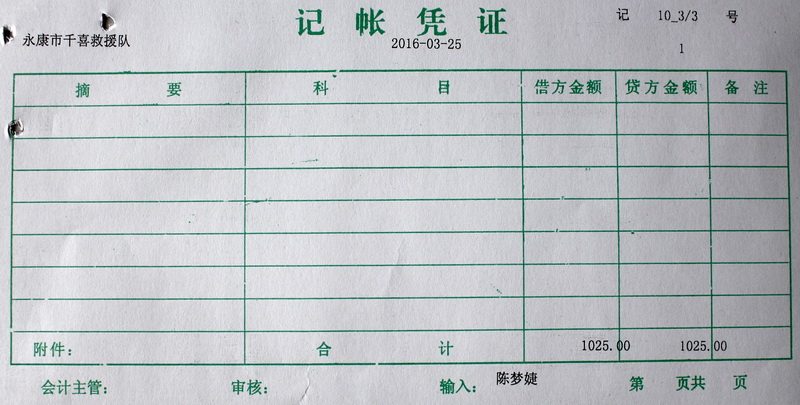 记帐凭证 记 10_3/3 号
永康市千喜救援队 2016-03-25 1
摘要 科目 借方金额 贷方金额 备注
附件： 合计 1025.00 1025.00
会计主管： 审核： 输入： 陈梦婕 第 页共 页